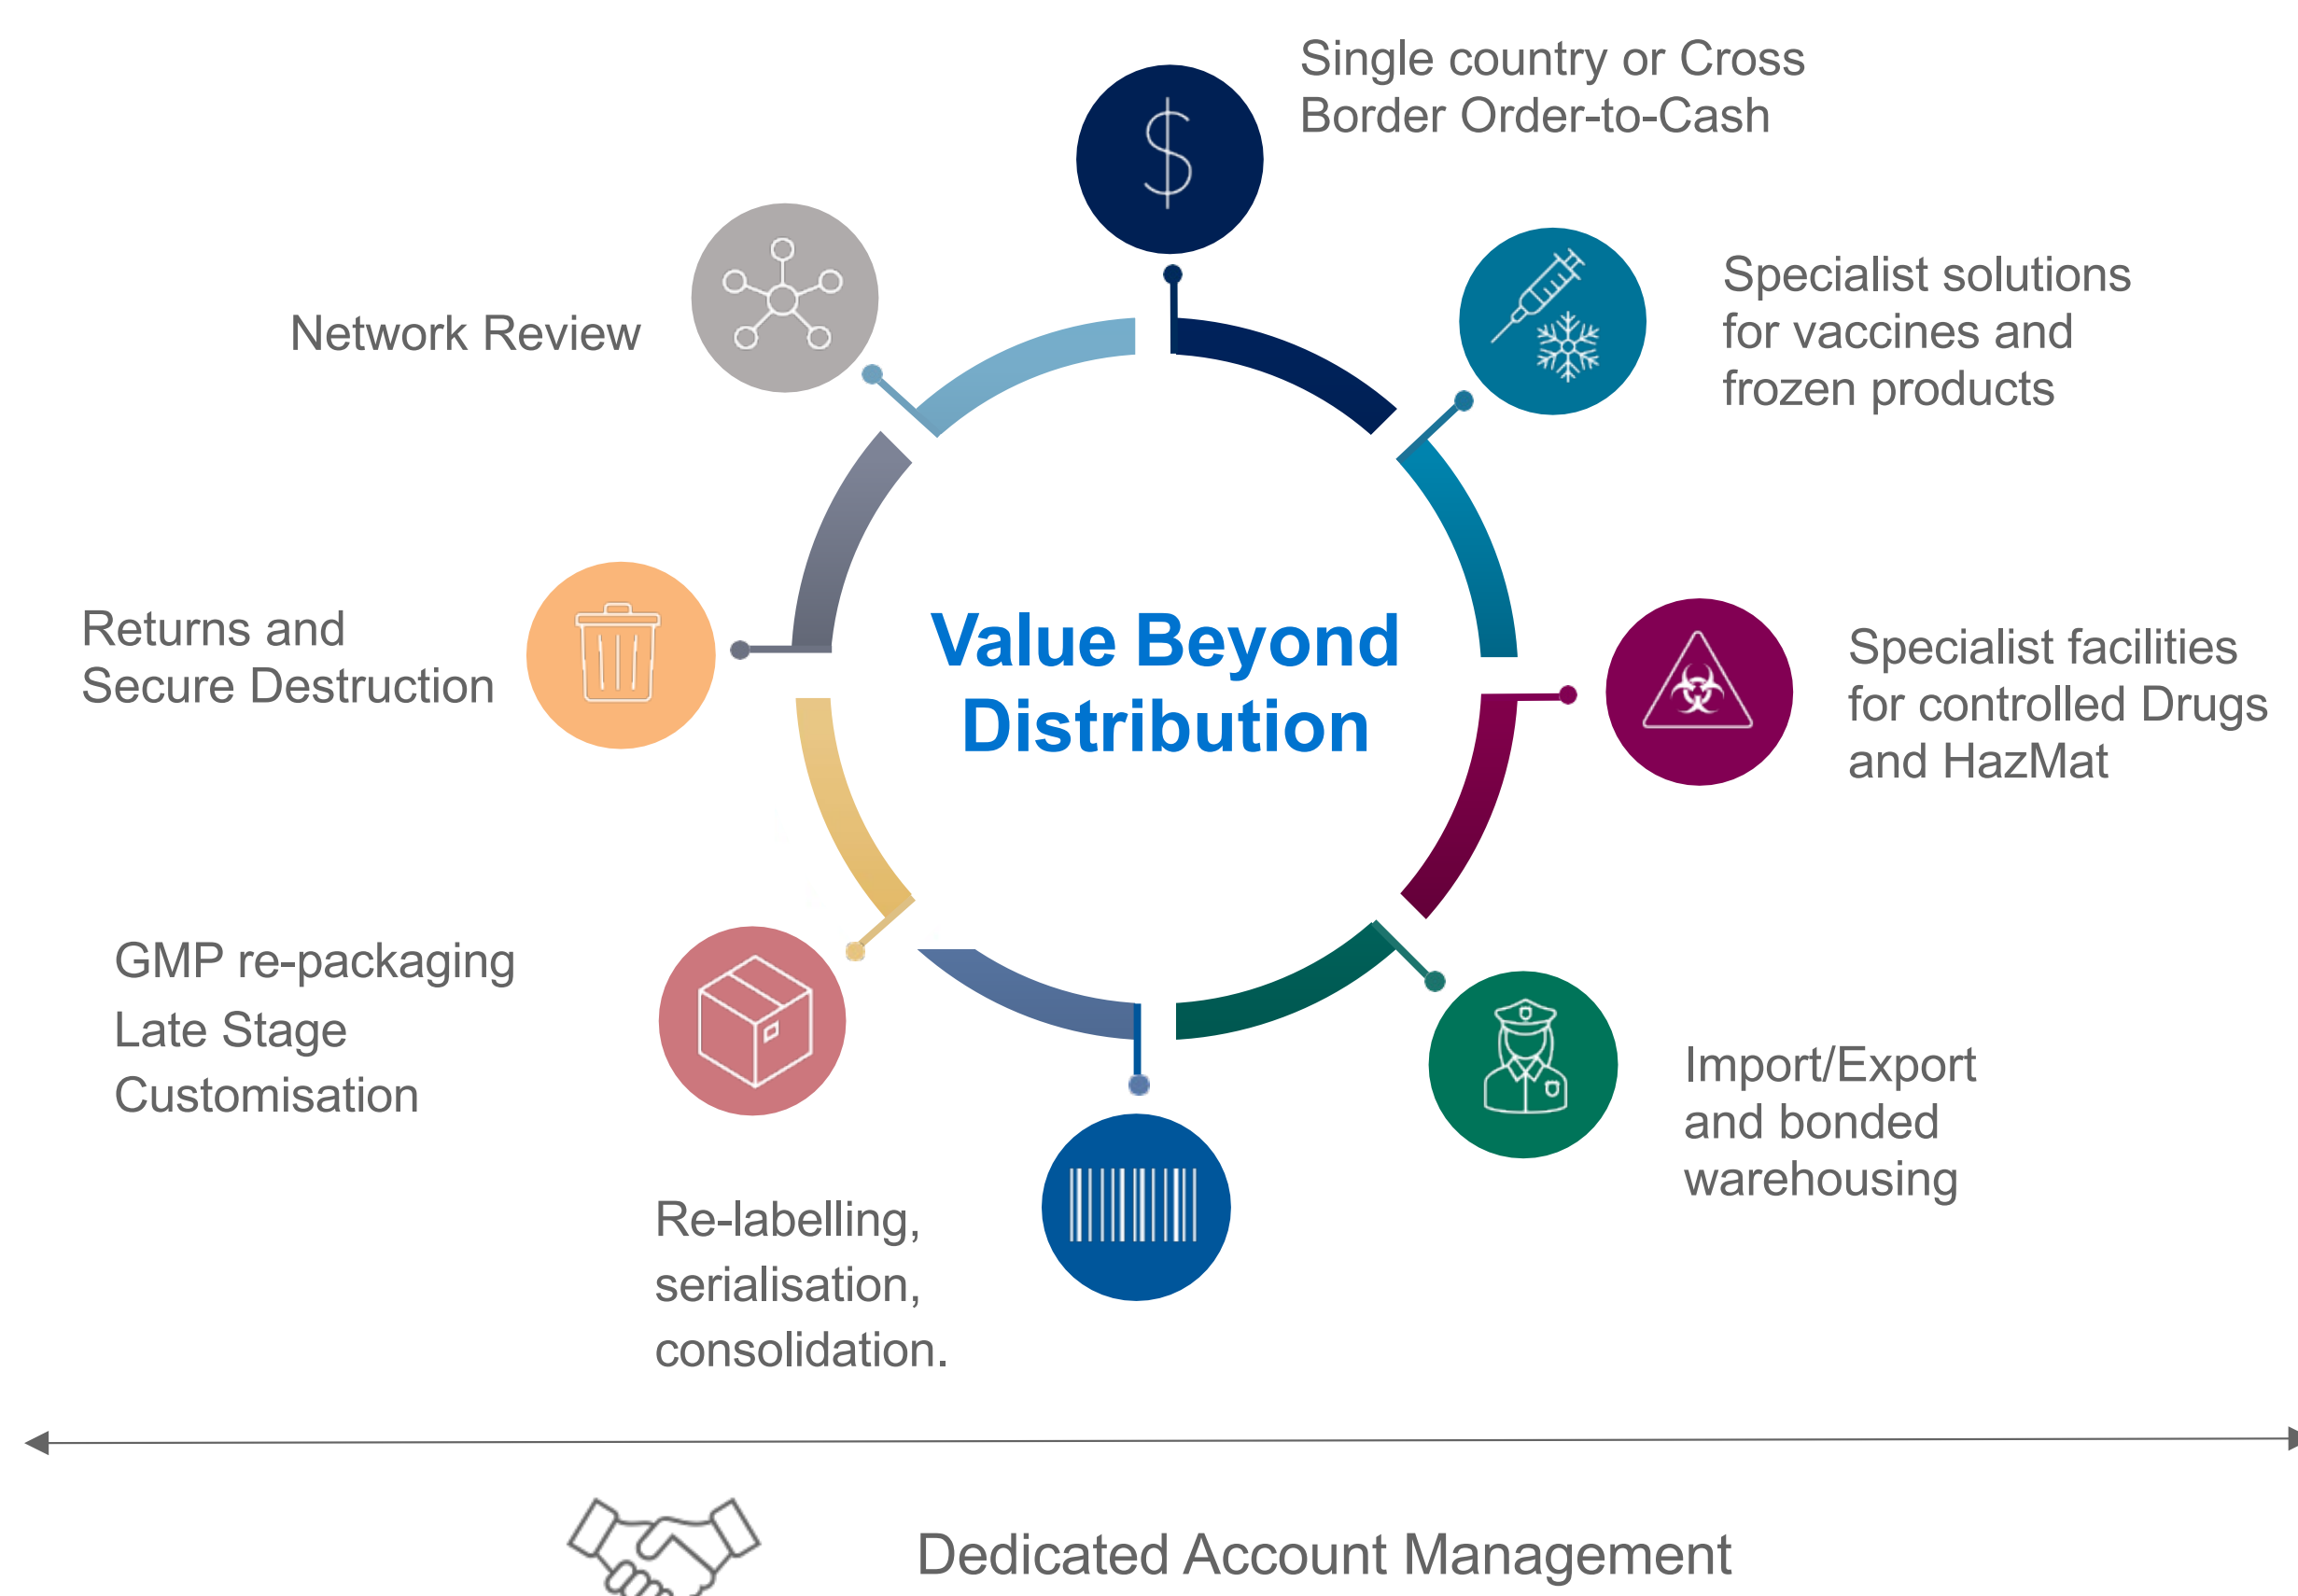 Single country or Cross
Border Order-to-Cash
Specialist solutions
for vaccines and
frozen products
Network Review
Value Beyond
Distribution
Returns and
Secure Destruction
Specialist facilities
for controlled Drugs
and HazMat
GMP re-packaging
Late Stage
Customisation
Import/Export
and bonded
warehousing
Re-labelling,
serialisation,
consolidation.
Dedicated Account Management